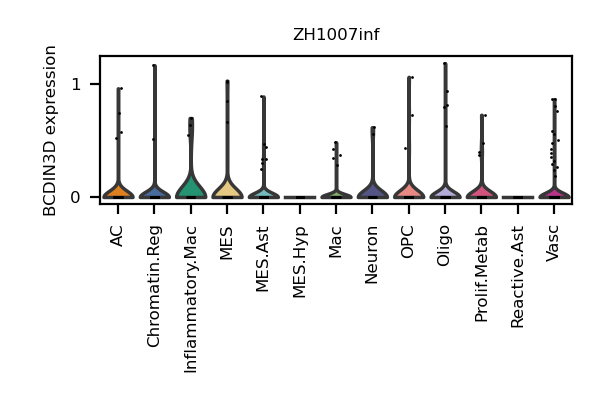 ZH1007inf
BCDIN3D expression
1
0
AC
Chromatin.Reg
Inflammatory.Mac
MES
MES.Ast
MES.Hyp
Mac
Neuron
OPC
Oligo
Prolif.Metab
Reactive.Ast
Vasc